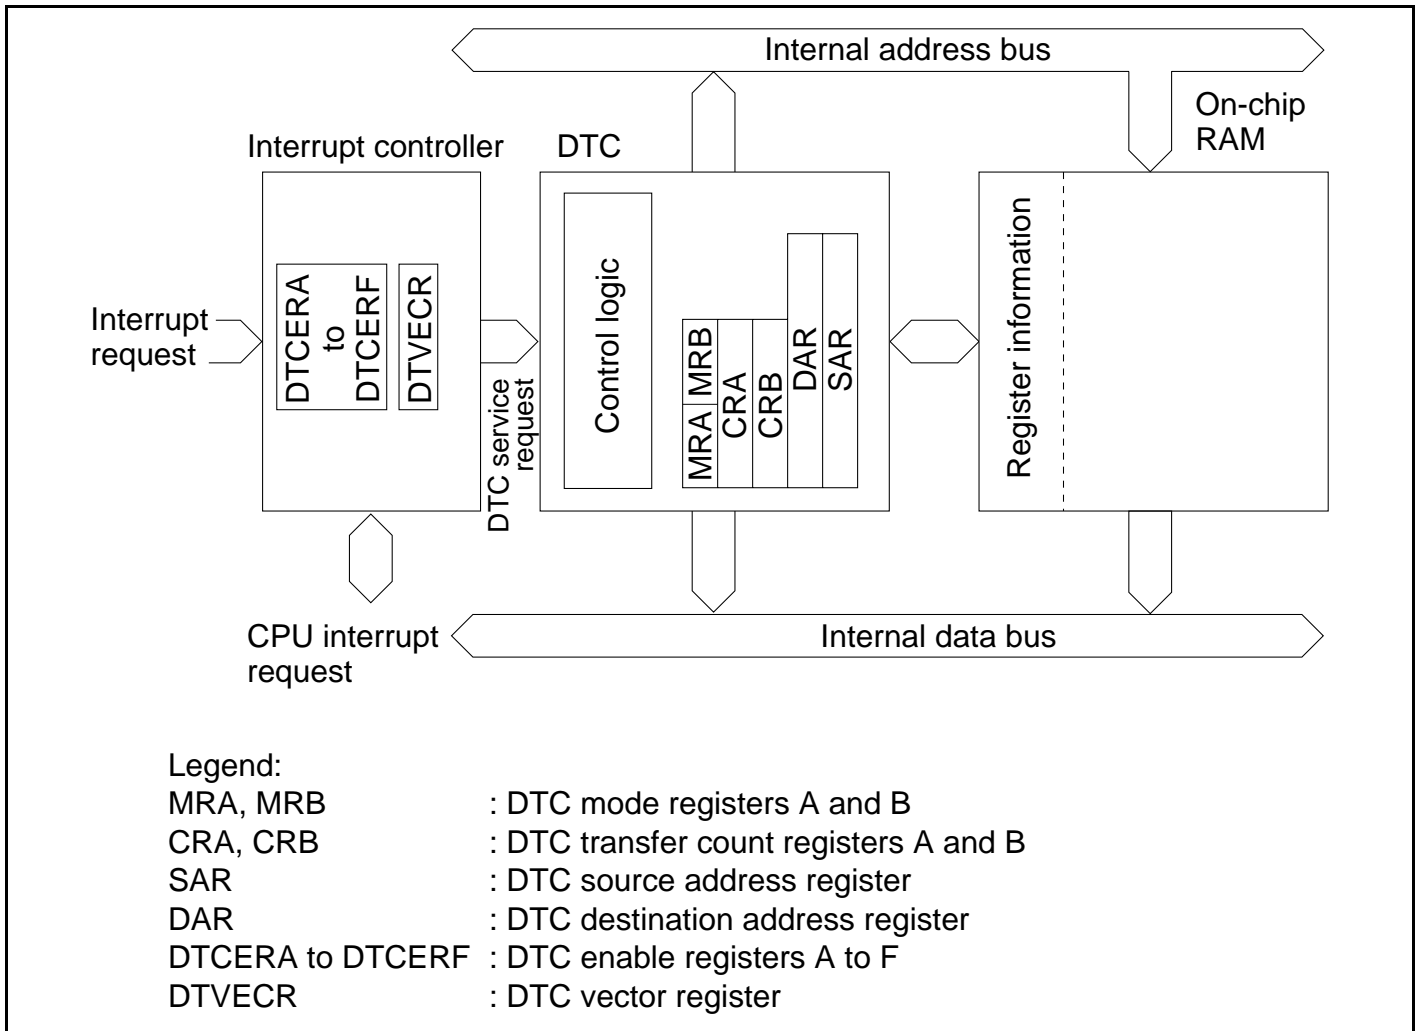 Internal address bus
On-chip
RAM
Interrupt controller
DTC
Interrupt
request
DTCERA
to
DTCERF
DTVECR
DTC service
request
Control logic
MRA
MRB
CRA
CRB
DAR
SAR
Register information
CPU interrupt
request
Internal data bus
Legend:
MRA, MRB : DTC mode registers A and B
CRA, CRB : DTC transfer count registers A and B
SAR : DTC source address register
DAR : DTC destination address register
DTCERA to DTCERF : DTC enable registers A to F
DTVECR : DTC vector register